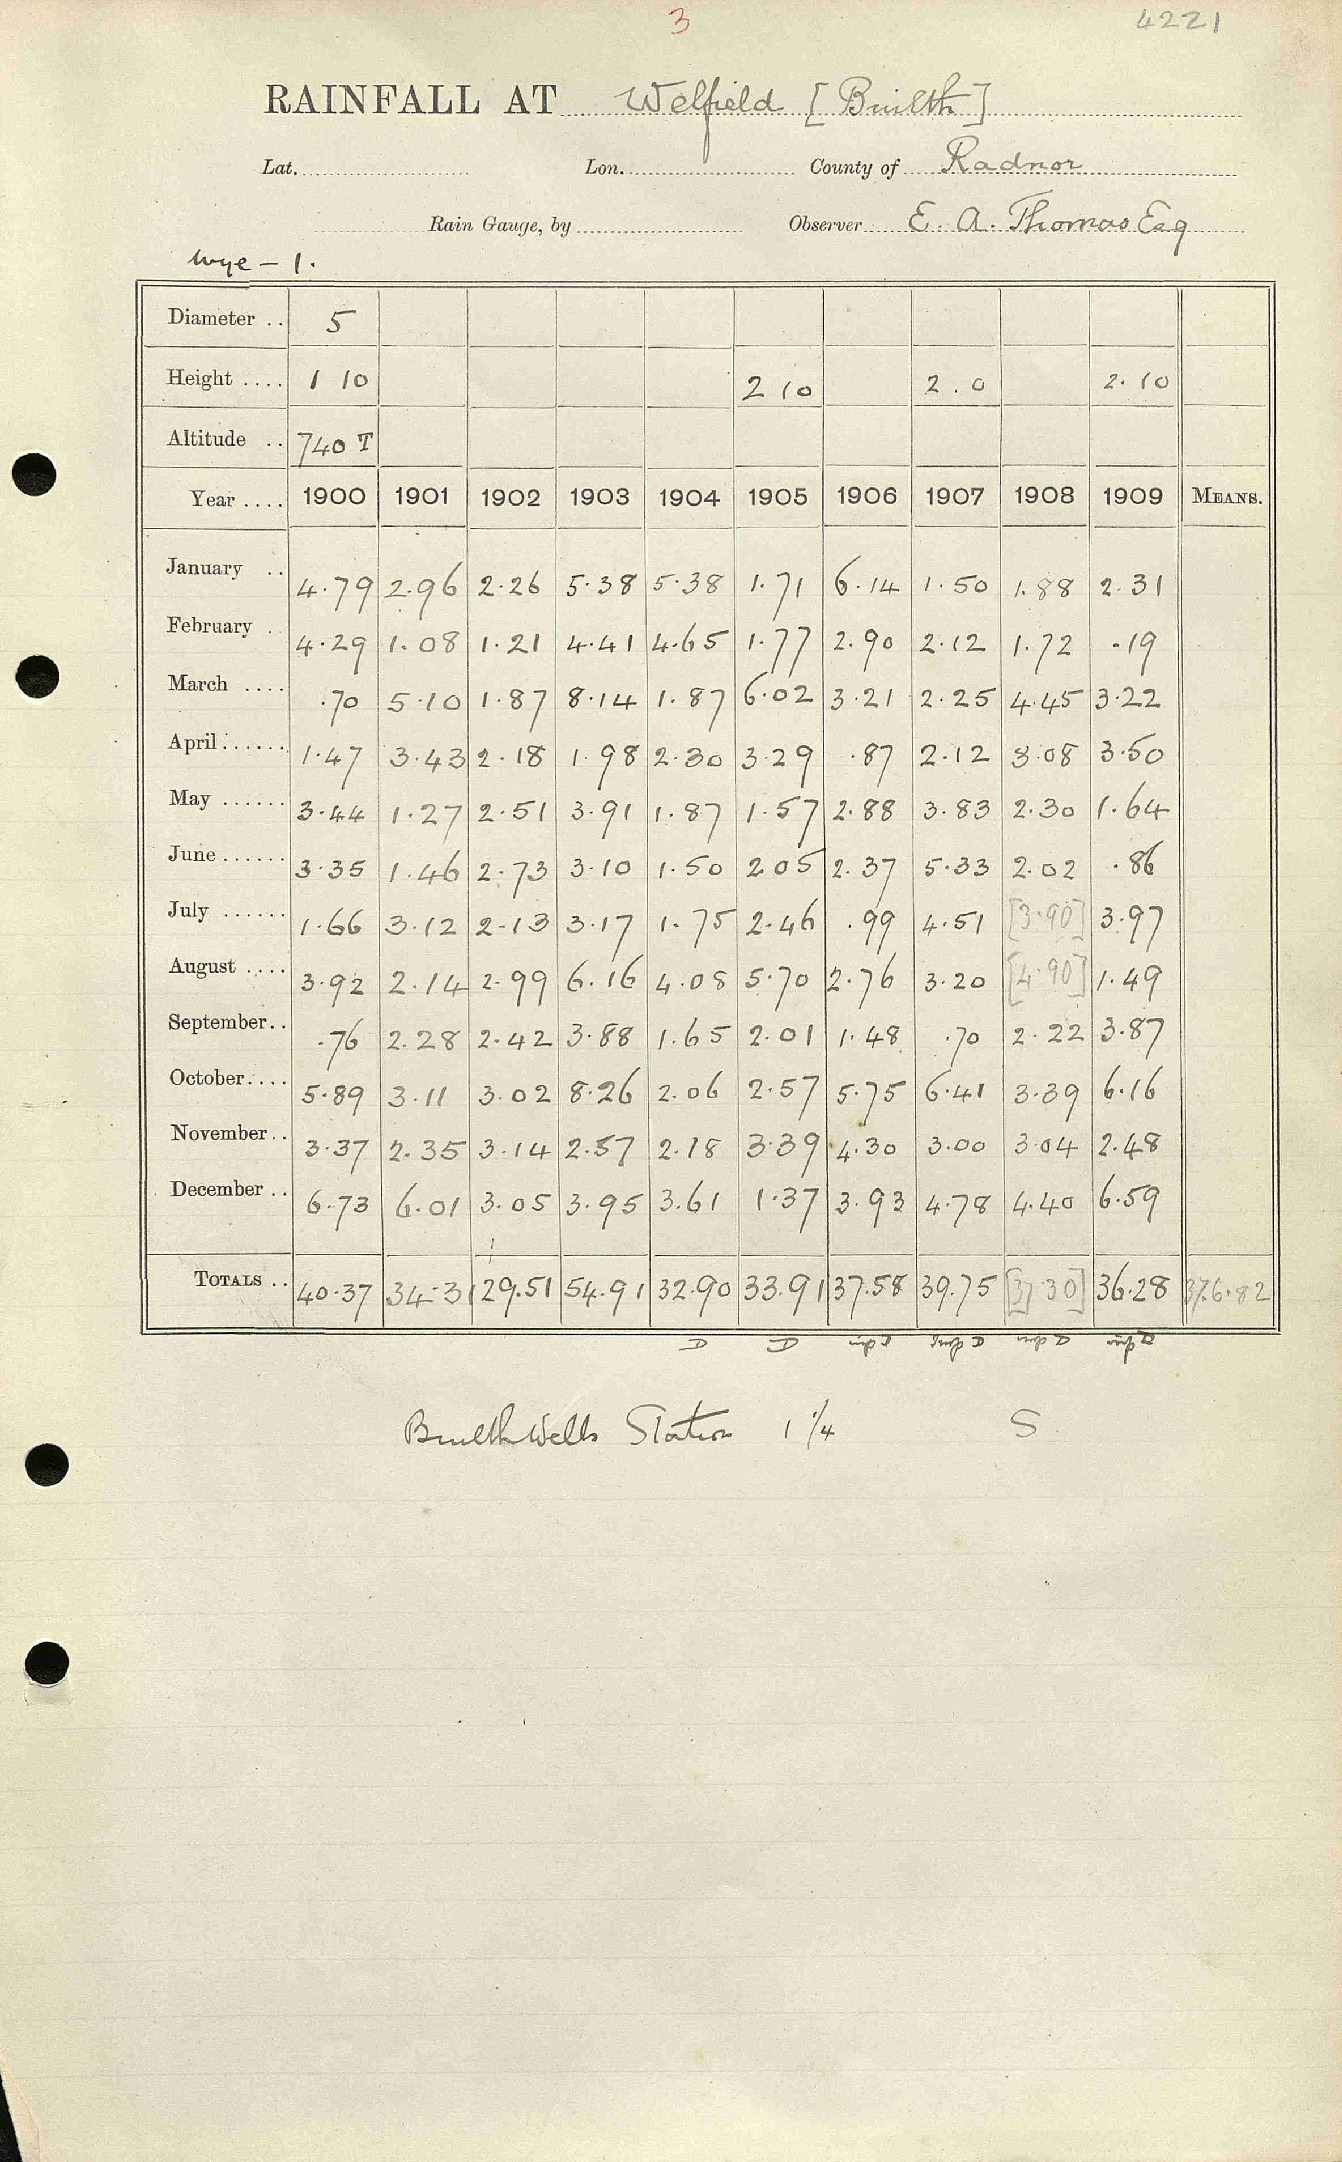 3
4221
RAINFALL AT Welfield [Builth]
Lat. Lon. County of Radnor
Rain Gauge, by Observer E. A. Thomas Esq
Wye - 1.
Diameter .. 5
Height .... 1 10 2 10 2.0 2.10
Altitude .. 740 T
Year .... 1900 1901 1902 1903 1904 1905 1906 1907 1908 1909 MEANS.
January .. 4.79 2.96 2.26 5.38 5.38 1.71 6.14 1.50 1.88 2.31
February .. 4.29 1.08 1.21 4.41 4.65 1.77 2.90 2.12 1.72 .19
March .... .70 5.10 1.87 8.14 1.87 6.02 3.21 2.25 4.45 3.22
April ...... 1.47 3.43 2.18 1.98 2.30 3.29 .87 2.12 3.08 3.50
May ...... 3.44 1.27 2.51 3.91 1.87 1.57 2.88 3.83 2.30 1.64
June ...... 3.35 1.46 2.73 3.10 1.50 2.05 2.37 5.33 2.02 .86
July ...... 1.66 3.12 2.13 3.17 1.75 2.46 .99 4.51 [3.90] 3.97
August .... 3.92 2.14 2.99 6.16 4.08 5.70 2.76 3.20 [4.90] 1.49
September .. .76 2.28 2.42 3.88 1.65 2.01 1.48 .70 2.22 3.87
October .... 5.89 3.11 3.02 8.26 2.06 2.57 5.75 6.41 3.39 6.16
November .. 3.37 2.35 3.14 2.57 2.18 3.39 4.30 3.00 3.04 2.48
December .. 6.73 6.01 3.05 3.95 3.61 1.37 3.93 4.78 4.40 6.59
TOTALS .. 40.37 34.31 29.51 54.91 32.90 33.91 37.58 39.75 [37.30] 36.28 376.82
Builth Wells Station 1 1/4 S